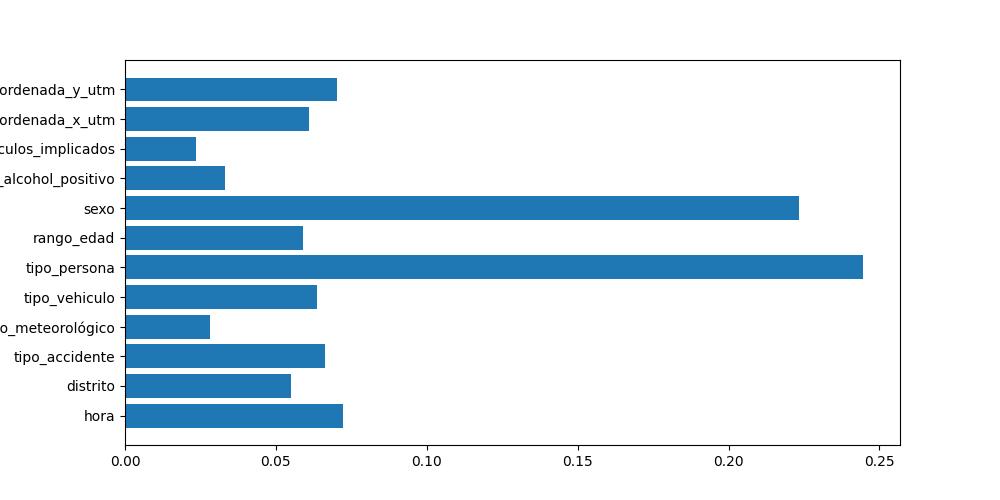 ordenada_y_utm
ordenada_x_utm
culos_implicados
_alcohol_positivo
sexo
rango_edad
tipo_persona
tipo_vehiculo
o_meteorológico
tipo_accidente
distrito
hora
0.00 0.05 0.10 0.15 0.20 0.25